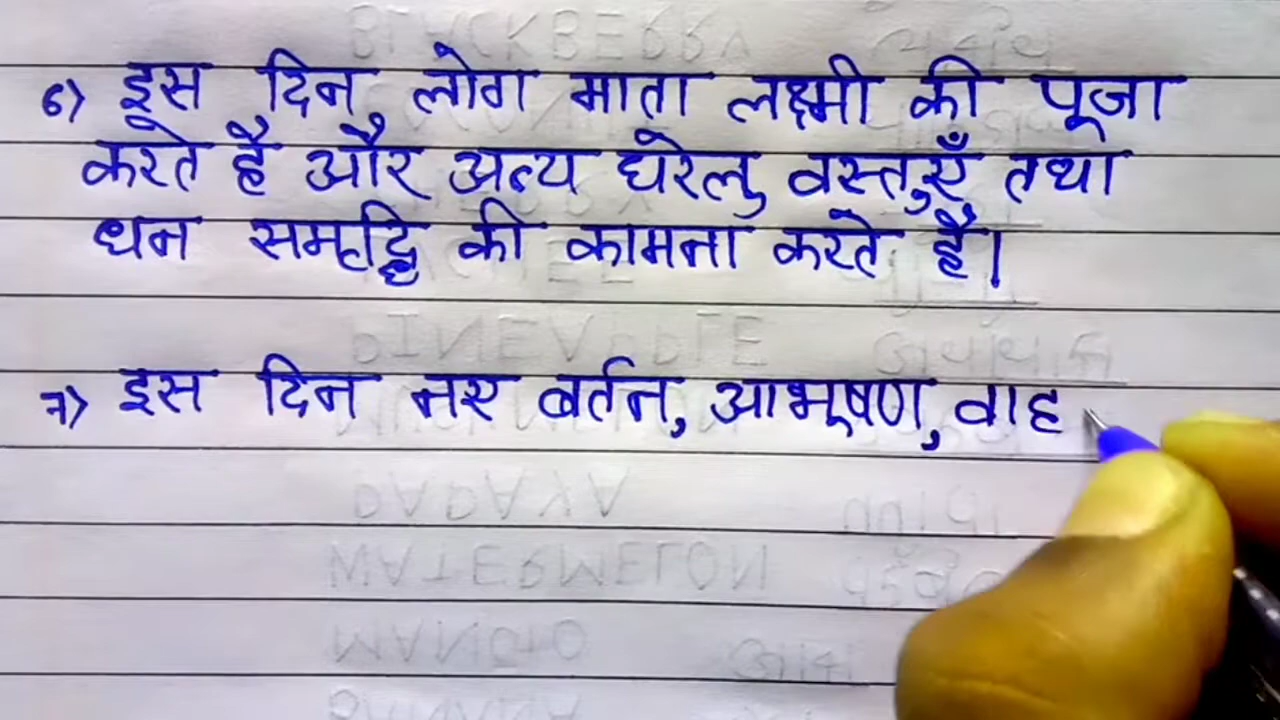 6) इस दिन लोग माता लक्ष्मी की पूजा
करते है और अन्य घरेलु वस्तुएँ तथा
धन समृद्धि की कामना करते है।
7) इस दिन नए बर्तन, आभूषण, वाह